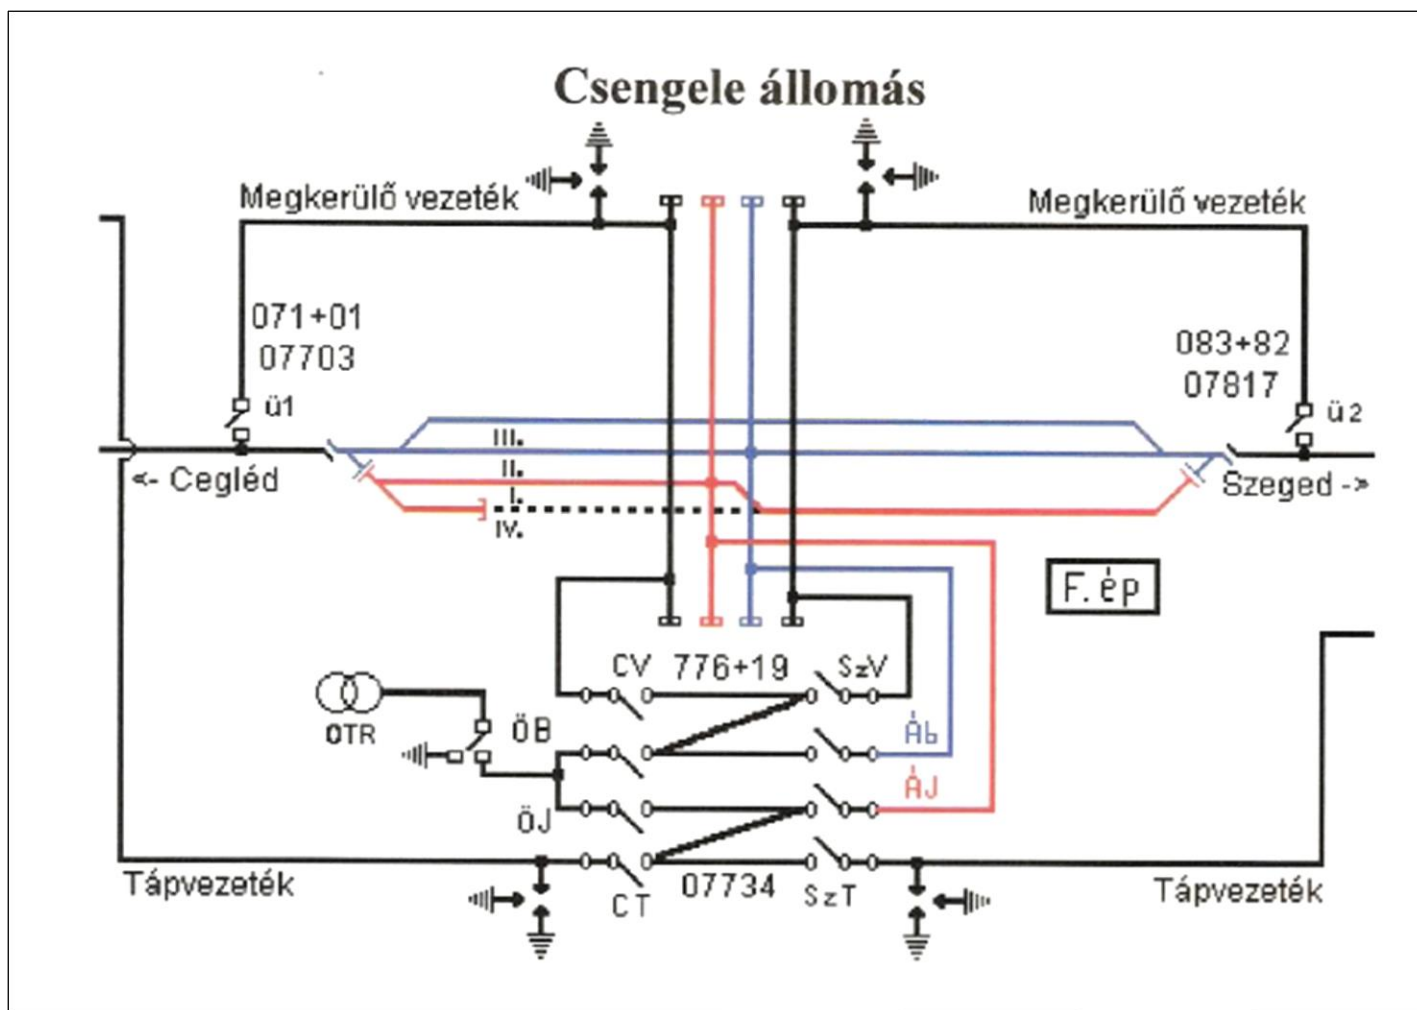 Csengele állomás
Megkerülő vezeték
Megkerülő vezeték
071+01
07703
083+82
07817
ü1
ü2
III.
II.
I.
IV.
<- Cegléd
Szeged ->
F. ép
CV 776+19 SzV
ÖB
OTR
Áb
ÁJ
ÖJ
Tápvezeték
CT 07734 SzT
Tápvezeték